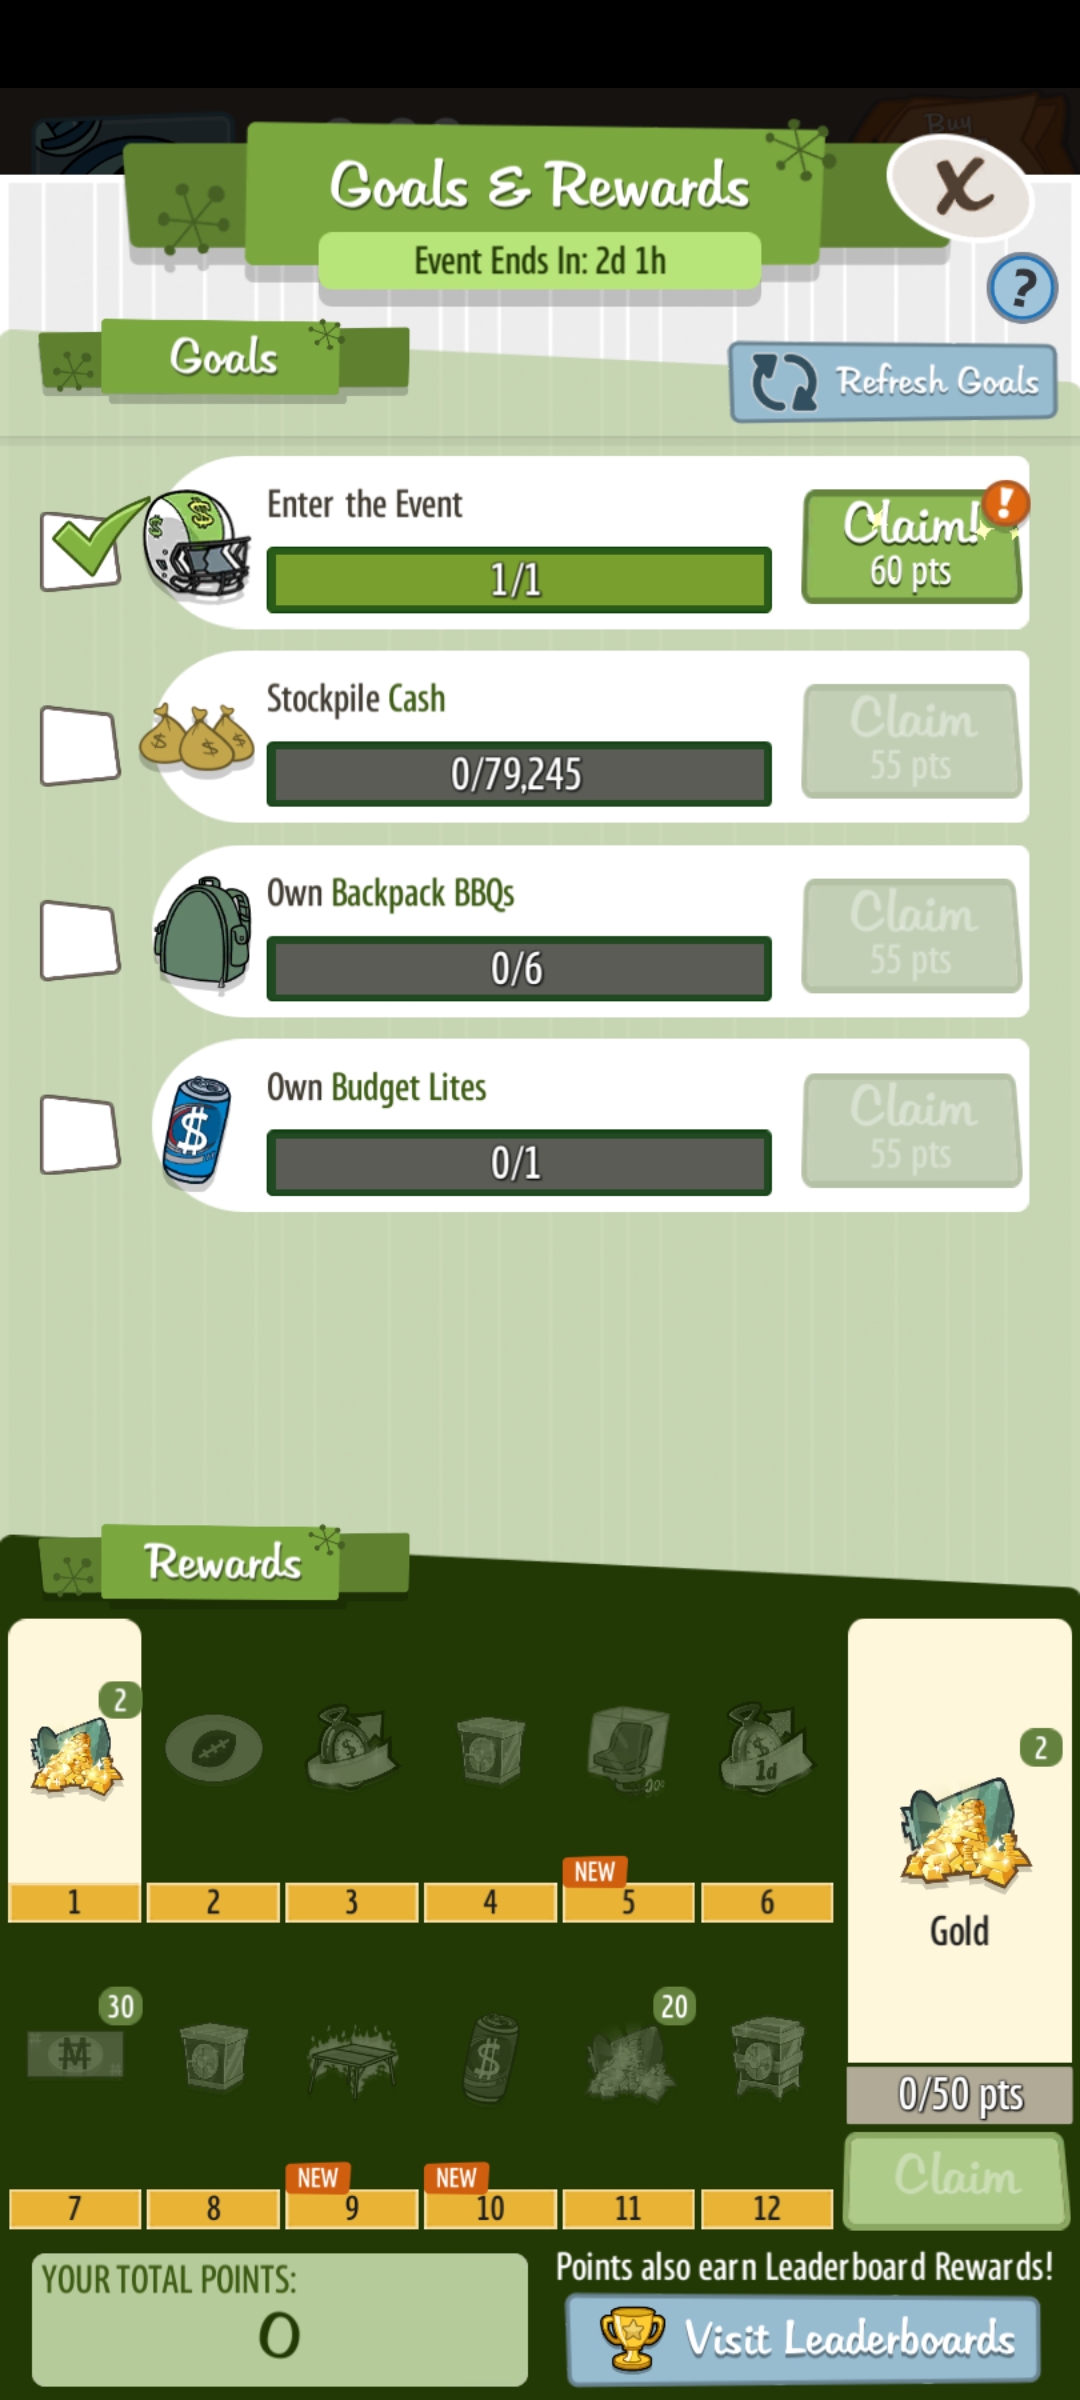 Buy
Goals & Rewards
X
Event Ends In: 2d 1h
?
Goals
Refresh Goals
Enter the Event
1/1
Claim!
!
60 pts
Stockpile Cash
0/79,245
Claim
55 pts
Own Backpack BBQs
0/6
Claim
55 pts
Own Budget Lites
0/1
Claim
55 pts
Rewards
2
1d
2
NEW
1
2
3
4
5
6
Gold
30
20
0/50 pts
NEW
NEW
7
8
9
10
11
12
Claim
YOUR TOTAL POINTS:
0
Points also earn Leaderboard Rewards!
Visit Leaderboards